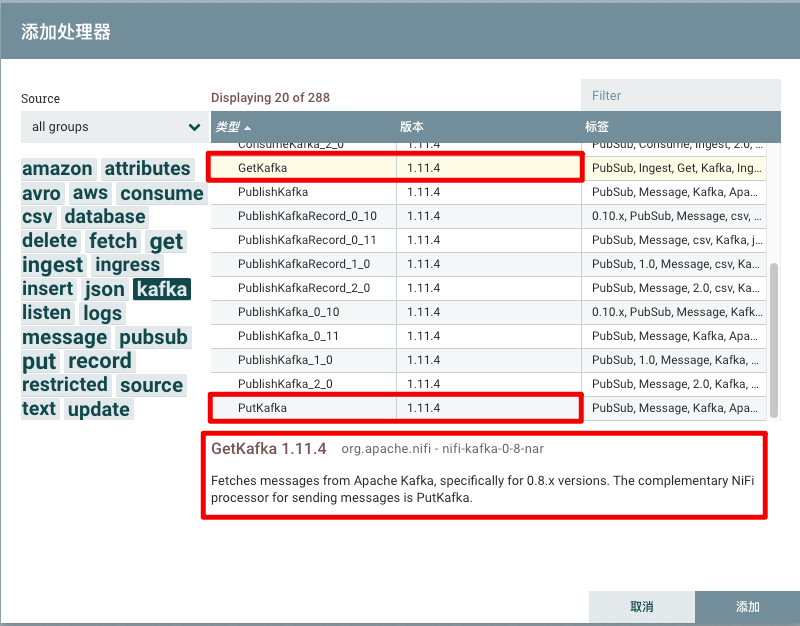 添加处理器
Source
Displaying 20 of 288
Filter
all groups
类型 版本 标签
ConsumeKafka_2_0 1.11.4 PubSub, Consume, Ingest, 2.0, ...
GetKafka 1.11.4 PubSub, Ingest, Get, Kafka, Ing...
PublishKafka 1.11.4 PubSub, Message, Kafka, Apa...
PublishKafkaRecord_0_10 1.11.4 0.10.x, PubSub, Message, csv, ...
PublishKafkaRecord_0_11 1.11.4 PubSub, Message, csv, Kafka, j...
PublishKafkaRecord_1_0 1.11.4 PubSub, 1.0, Message, csv, Ka...
PublishKafkaRecord_2_0 1.11.4 PubSub, Message, 2.0, csv, Ka...
PublishKafka_0_10 1.11.4 0.10.x, PubSub, Message, Kafk...
PublishKafka_0_11 1.11.4 PubSub, Message, Kafka, Apa...
PublishKafka_1_0 1.11.4 PubSub, 1.0, Message, Kafka, ...
PublishKafka_2_0 1.11.4 PubSub, Message, 2.0, Kafka, ...
PutKafka 1.11.4 PubSub, Message, Kafka, Apa...
amazon attributes
avro aws consume
csv database
delete fetch get
ingest ingress
insert json kafka
listen logs
message pubsub
put record
restricted source
text update
GetKafka 1.11.4 org.apache.nifi - nifi-kafka-0-8-nar
Fetches messages from Apache Kafka, specifically for 0.8.x versions. The complementary NiFi
processor for sending messages is PutKafka.
取消 添加